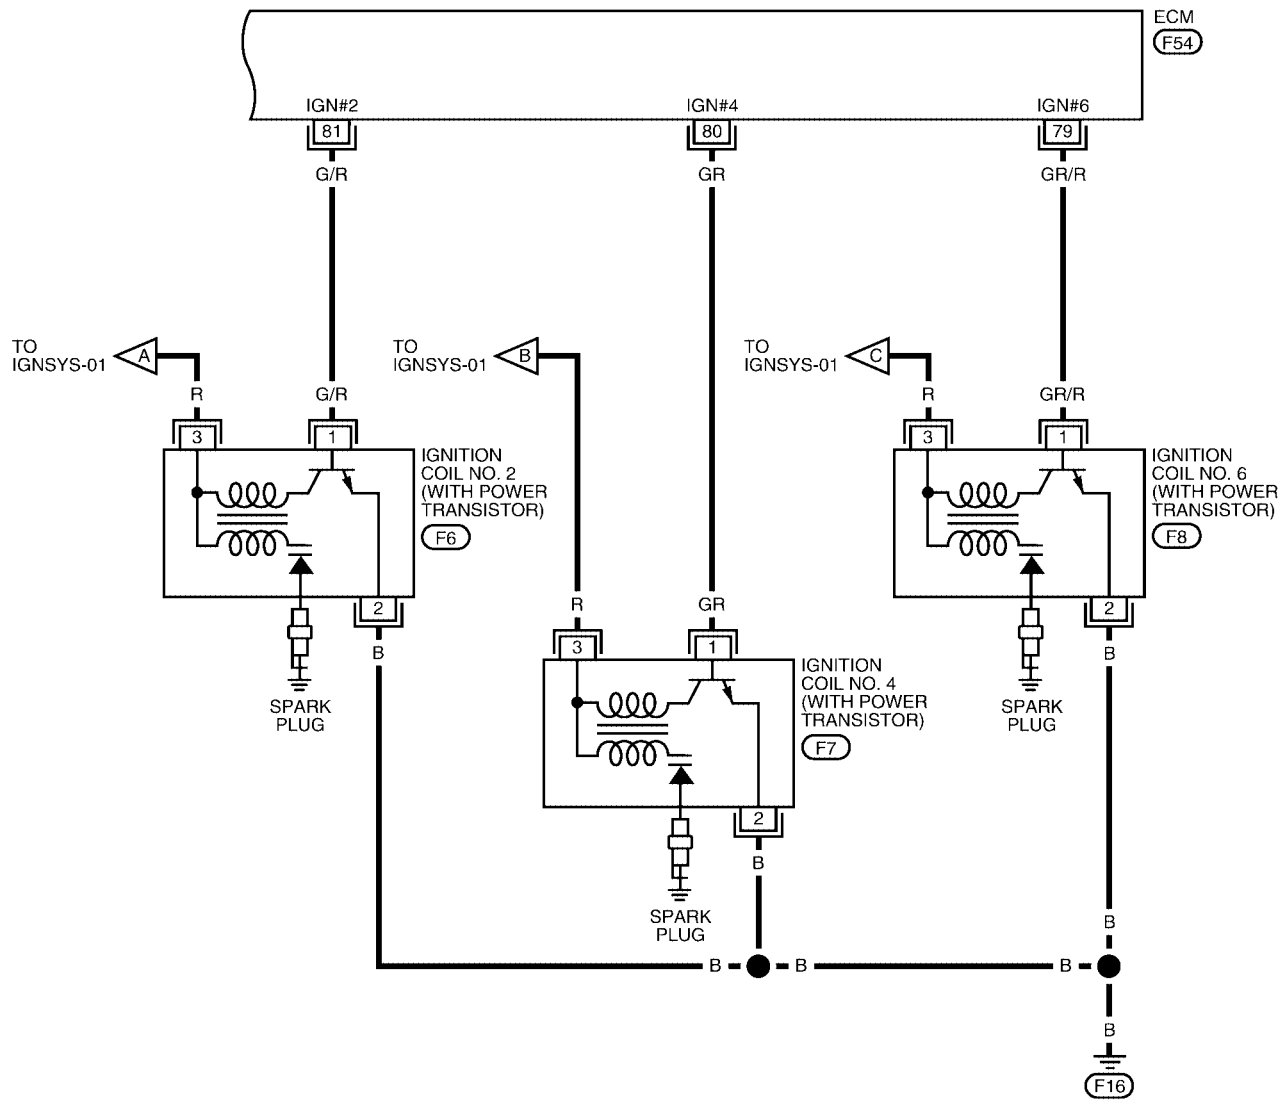 ECM
F54
IGN#2
IGN#4
IGN#6
81
80
79
G/R
GR
GR/R
TO
IGNSYS-01
A
TO
IGNSYS-01
B
TO
IGNSYS-01
C
R
G/R
R
GR/R
3
1
3
1
IGNITION
COIL NO. 2
(WITH POWER
TRANSISTOR)
F6
IGNITION
COIL NO. 6
(WITH POWER
TRANSISTOR)
F8
R
GR
2
2
3
1
B
B
IGNITION
COIL NO. 4
(WITH POWER
TRANSISTOR)
F7
SPARK
PLUG
SPARK
PLUG
2
B
SPARK
PLUG
B
B
B
B
B
F16